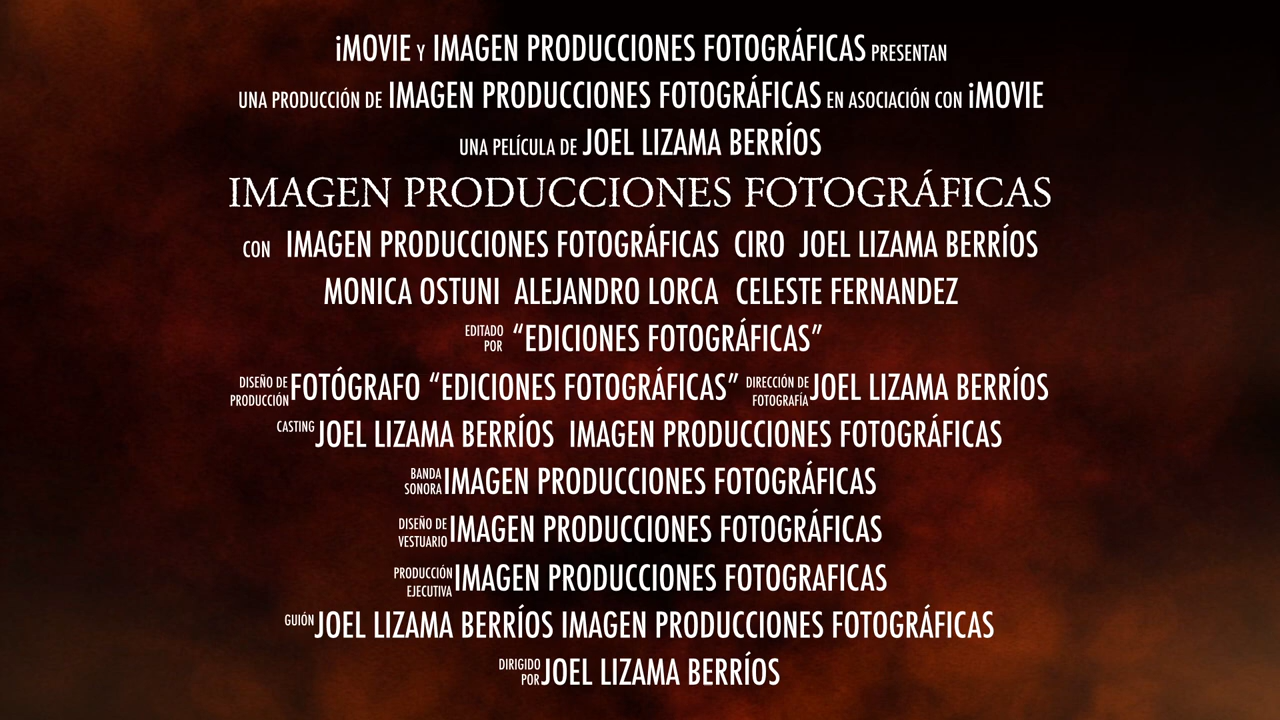 iMOVIE Y IMAGEN PRODUCCIONES FOTOGRÁFICAS PRESENTAN
UNA PRODUCCIÓN DE IMAGEN PRODUCCIONES FOTOGRÁFICAS EN ASOCIACIÓN CON iMOVIE
UNA PELÍCULA DE JOEL LIZAMA BERRÍOS
IMAGEN PRODUCCIONES FOTOGRÁFICAS
CON IMAGEN PRODUCCIONES FOTOGRÁFICAS CIRO JOEL LIZAMA BERRÍOS
MONICA OSTUNI ALEJANDRO LORCA CELESTE FERNANDEZ
EDITADO POR “EDICIONES FOTOGRÁFICAS”
DISEÑO DE PRODUCCIÓN FOTÓGRAFO “EDICIONES FOTOGRÁFICAS” DIRECCIÓN DE FOTOGRAFÍA JOEL LIZAMA BERRÍOS
CASTING JOEL LIZAMA BERRÍOS IMAGEN PRODUCCIONES FOTOGRÁFICAS
BANDA SONORA IMAGEN PRODUCCIONES FOTOGRÁFICAS
DISEÑO DE VESTUARIO IMAGEN PRODUCCIONES FOTOGRÁFICAS
PRODUCCIÓN EJECUTIVA IMAGEN PRODUCCIONES FOTOGRAFICAS
GUIÓN JOEL LIZAMA BERRÍOS IMAGEN PRODUCCIONES FOTOGRÁFICAS
DIRIGIDO POR JOEL LIZAMA BERRÍOS